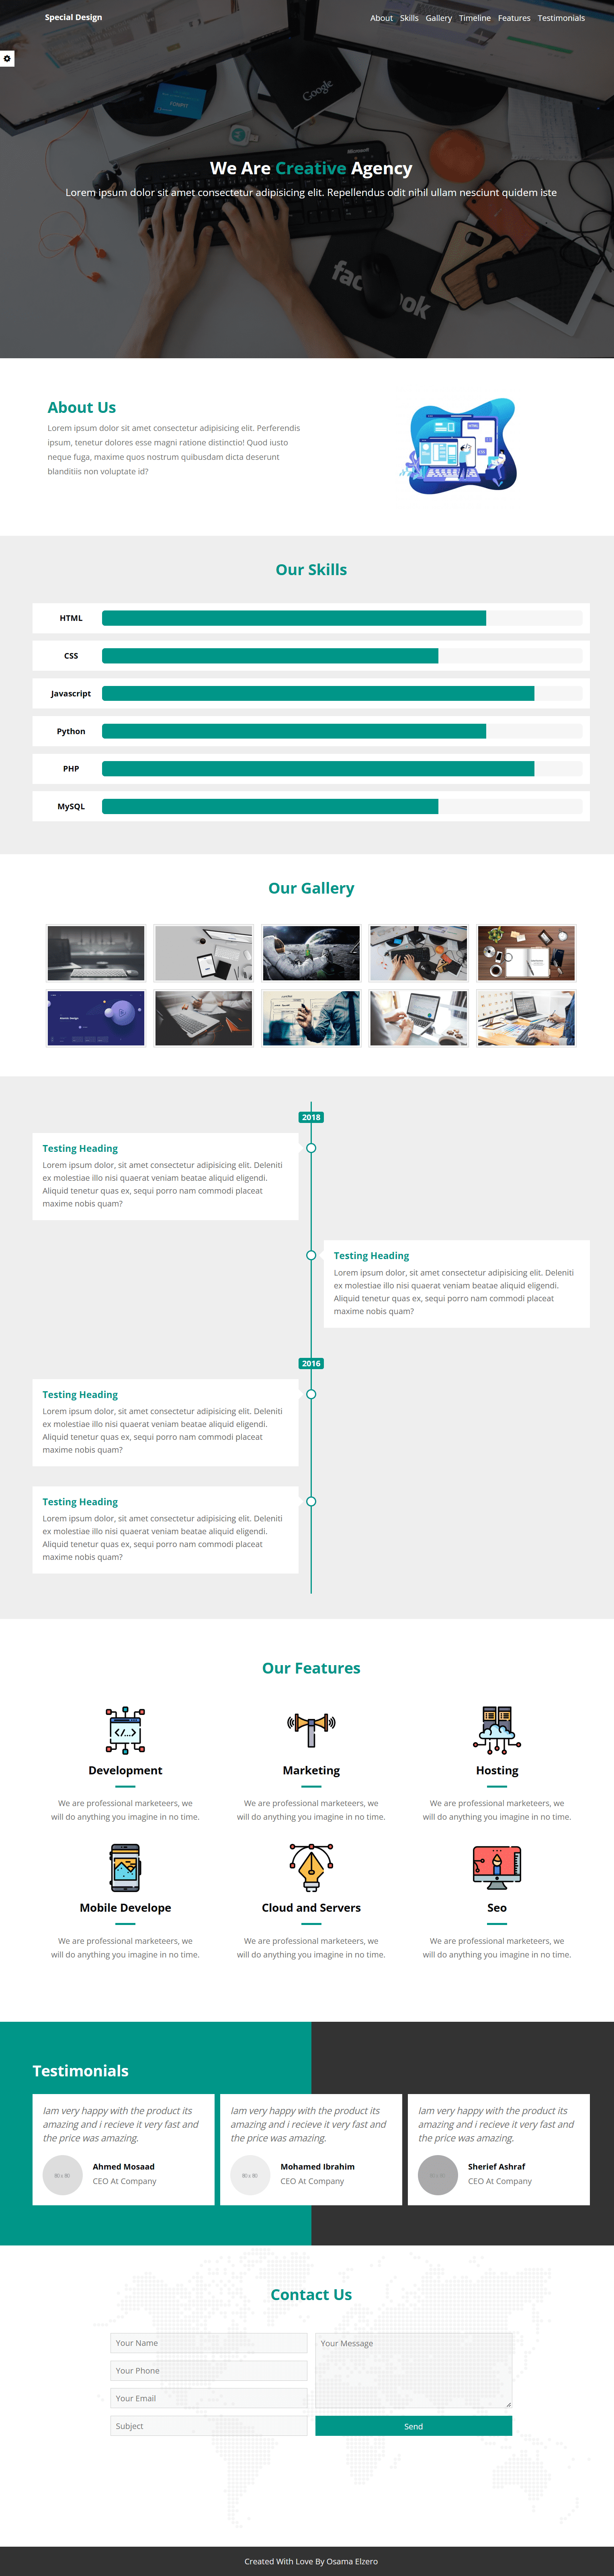 Special Design
About Skills Gallery Timeline Features Testimonials
Google
We Are Creative Agency
Lorem ipsum dolor sit amet consectetur adipisicing elit. Repellendus odit nihil ullam nesciunt quidem iste
About Us
Lorem ipsum dolor sit amet consectetur adipisicing elit. Perferendis
ipsum, tenetur dolores esse magni ratione distinctio! Quod iusto
neque fuga, maxime quos nostrum quibusdam dicta deserunt
blanditiis non voluptate id?
Our Skills
HTML
CSS
Javascript
Python
PHP
MySQL
Our Gallery
2018
Testing Heading
Lorem ipsum dolor, sit amet consectetur adipisicing elit. Deleniti
ex molestiae illo nisi quaerat veniam beatae aliquid eligendi.
Aliquid tenetur quas ex, sequi porro nam commodi placeat
maxime nobis quam?
Testing Heading
Lorem ipsum dolor, sit amet consectetur adipisicing elit. Deleniti
ex molestiae illo nisi quaerat veniam beatae aliquid eligendi.
Aliquid tenetur quas ex, sequi porro nam commodi placeat
maxime nobis quam?
2016
Testing Heading
Lorem ipsum dolor, sit amet consectetur adipisicing elit. Deleniti
ex molestiae illo nisi quaerat veniam beatae aliquid eligendi.
Aliquid tenetur quas ex, sequi porro nam commodi placeat
maxime nobis quam?
Testing Heading
Lorem ipsum dolor, sit amet consectetur adipisicing elit. Deleniti
ex molestiae illo nisi quaerat veniam beatae aliquid eligendi.
Aliquid tenetur quas ex, sequi porro nam commodi placeat
maxime nobis quam?
Our Features
Development
We are professional marketeers, we
will do anything you imagine in no time.
Marketing
We are professional marketeers, we
will do anything you imagine in no time.
Hosting
We are professional marketeers, we
will do anything you imagine in no time.
Mobile Develope
We are professional marketeers, we
will do anything you imagine in no time.
Cloud and Servers
We are professional marketeers, we
will do anything you imagine in no time.
Seo
We are professional marketeers, we
will do anything you imagine in no time.
Testimonials
Iam very happy with the product its
amazing and i recieve it very fast and
the price was amazing.
80 x 80
Ahmed Mosaad
CEO At Company
Iam very happy with the product its
amazing and i recieve it very fast and
the price was amazing.
80 x 80
Mohamed Ibrahim
CEO At Company
Iam very happy with the product its
amazing and i recieve it very fast and
the price was amazing.
80 x 80
Sherief Ashraf
CEO At Company
Contact Us
Your Name
Your Phone
Your Email
Subject
Your Message
Send
Created With Love By Osama Elzero